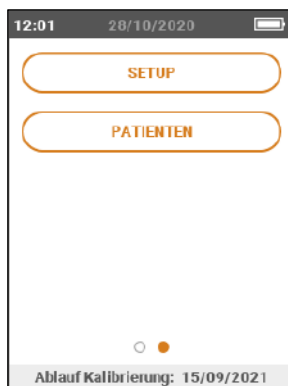 12:01 28/10/2020
SETUP
PATIENTEN
Ablauf Kalibrierung: 15/09/2021